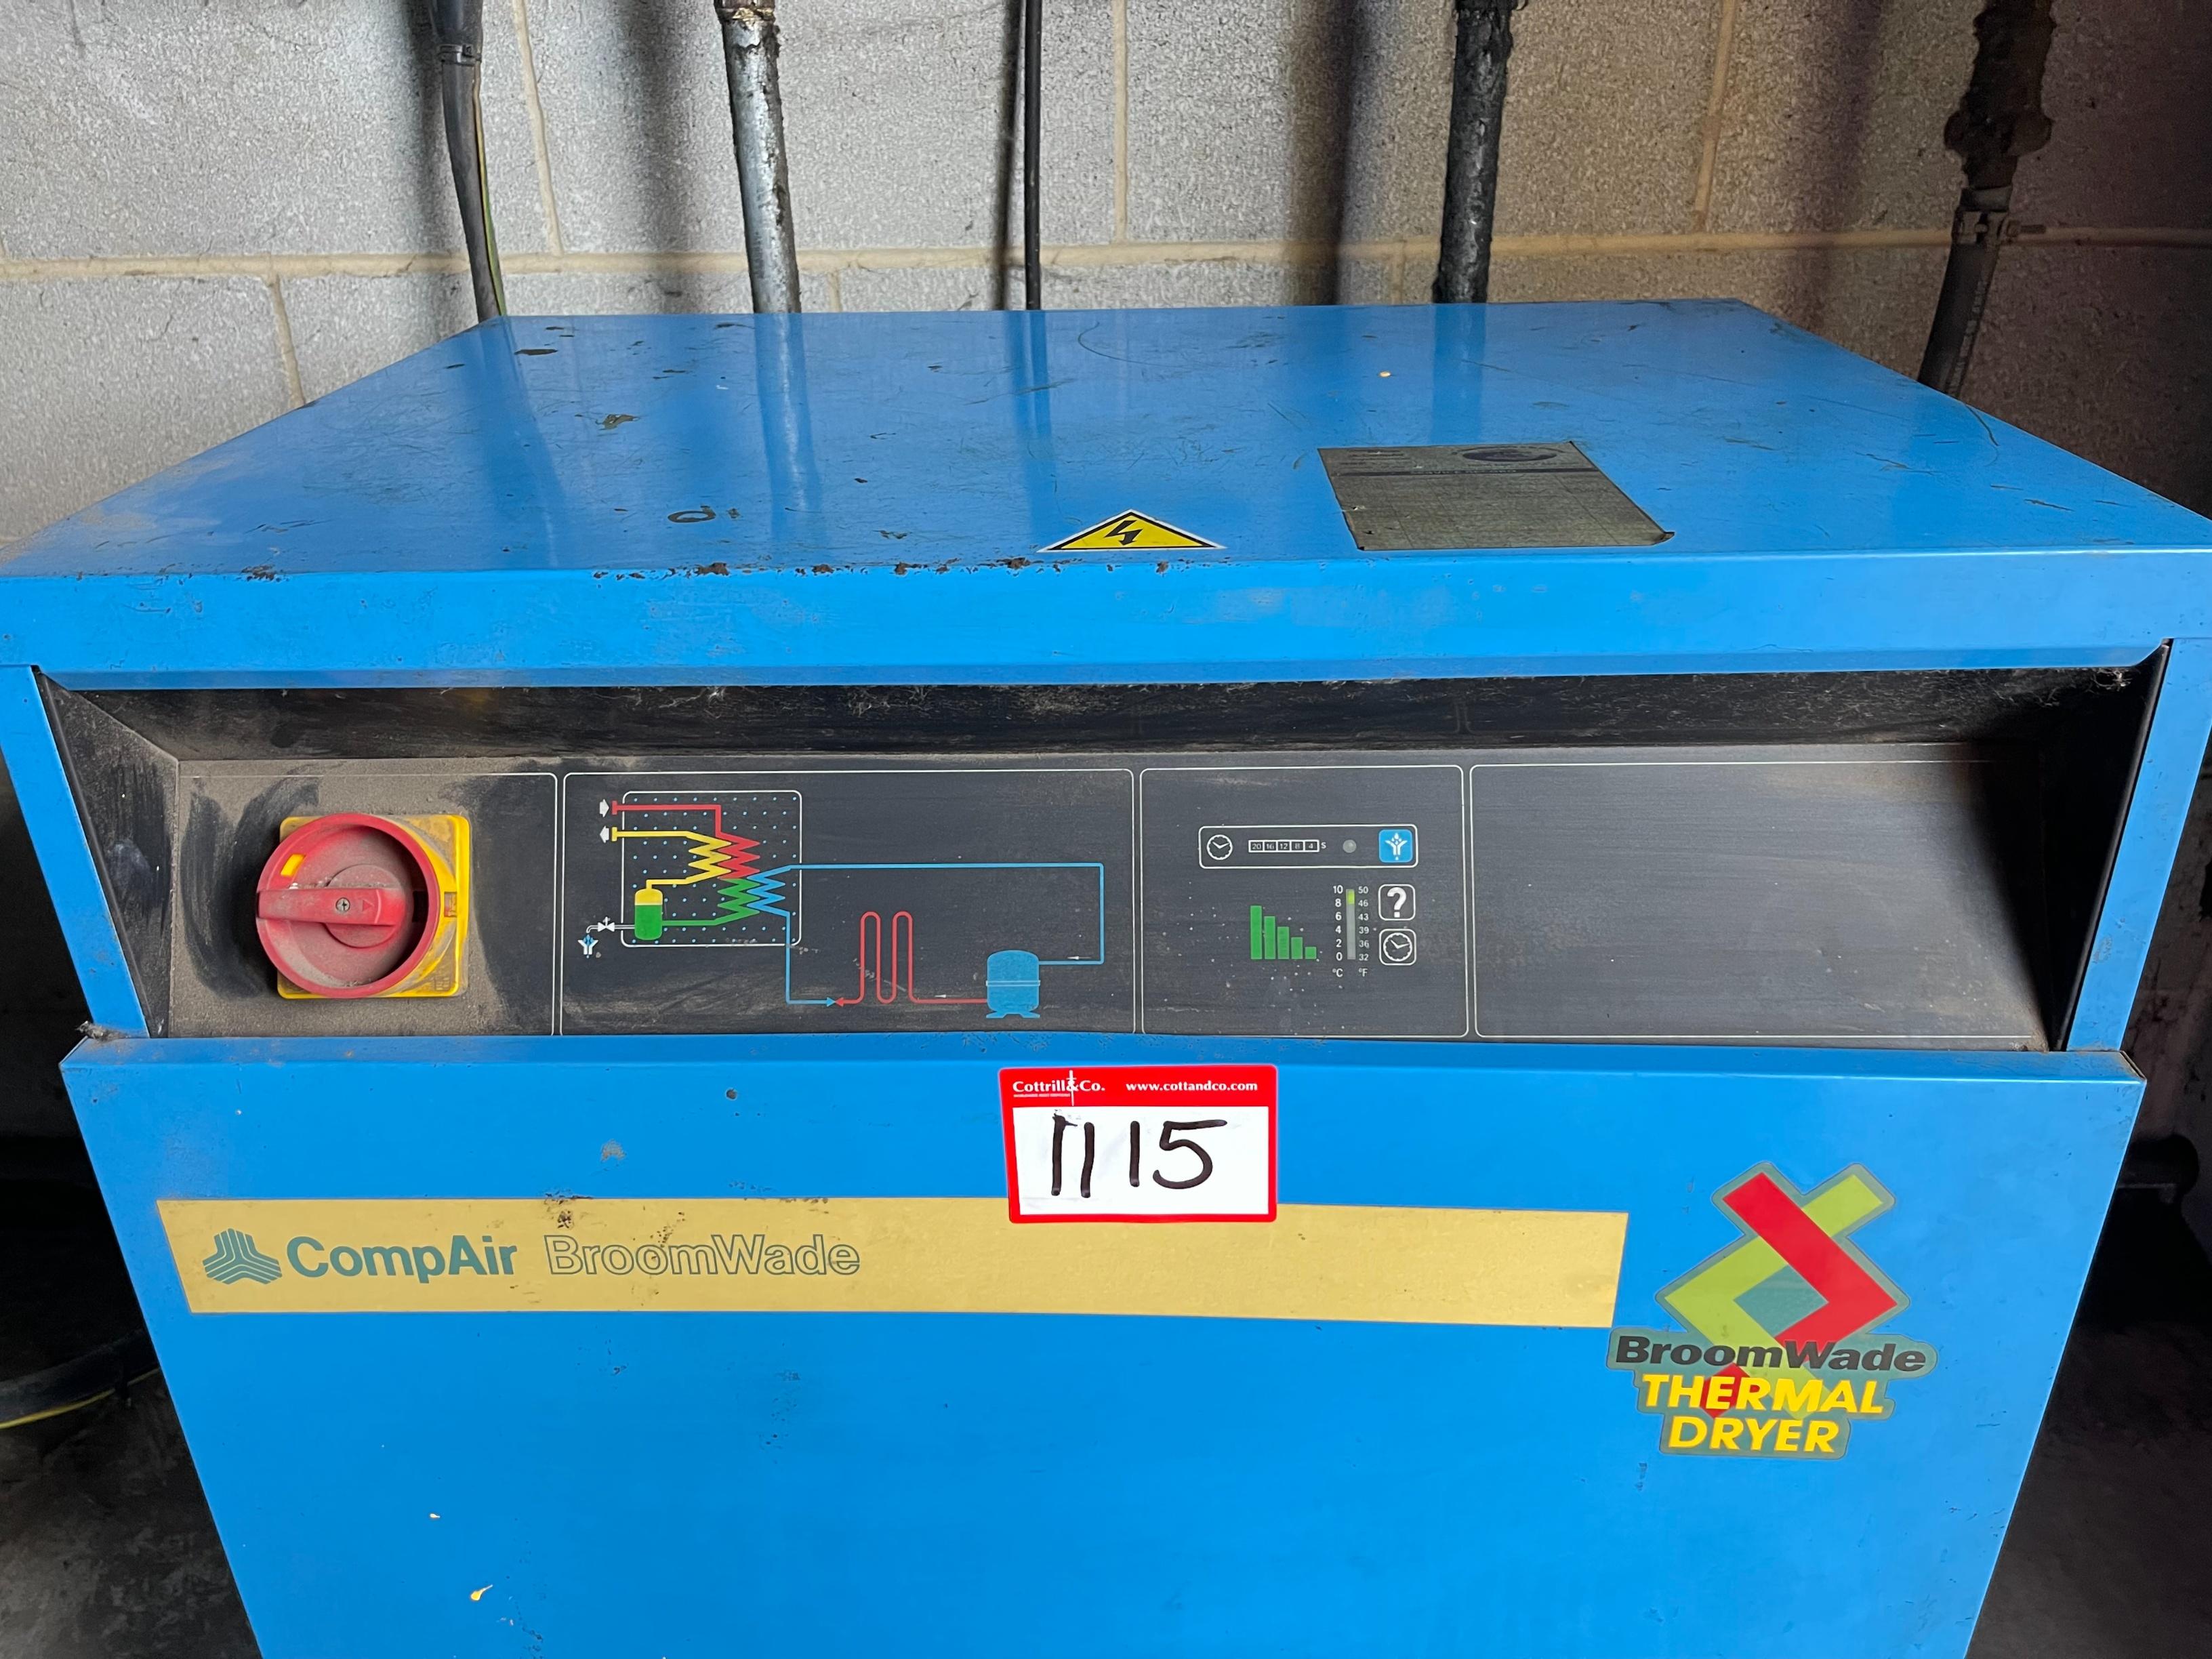 20 16 12 8 4 S
10 50
8 46
6 43
4 39
2 36
0 32
°C °F
?
Cottrill&Co. www.cottandco.com
1115
CompAir BroomWade
BroomWade
THERMAL
DRYER